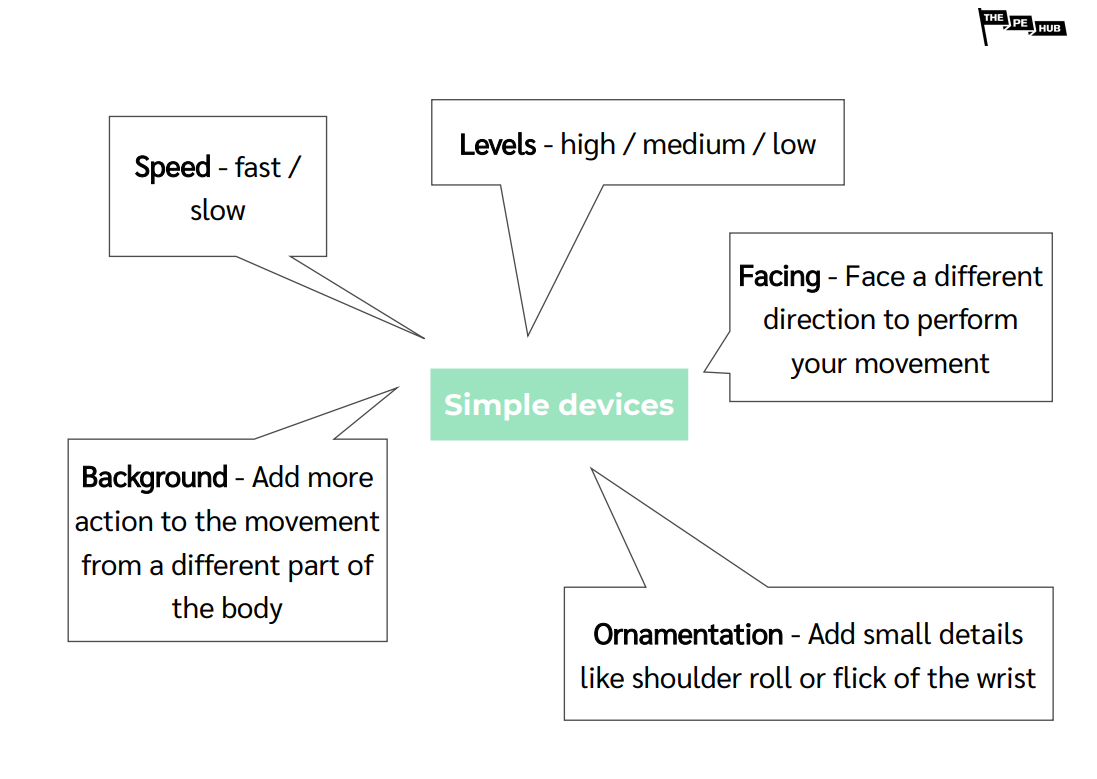 THE PE HUB
Levels - high / medium / low
Speed - fast /
slow
Facing - Face a different
direction to perform
your movement
Simple devices
Background - Add more
action to the movement
from a different part of
the body
Ornamentation - Add small details
like shoulder roll or flick of the wrist